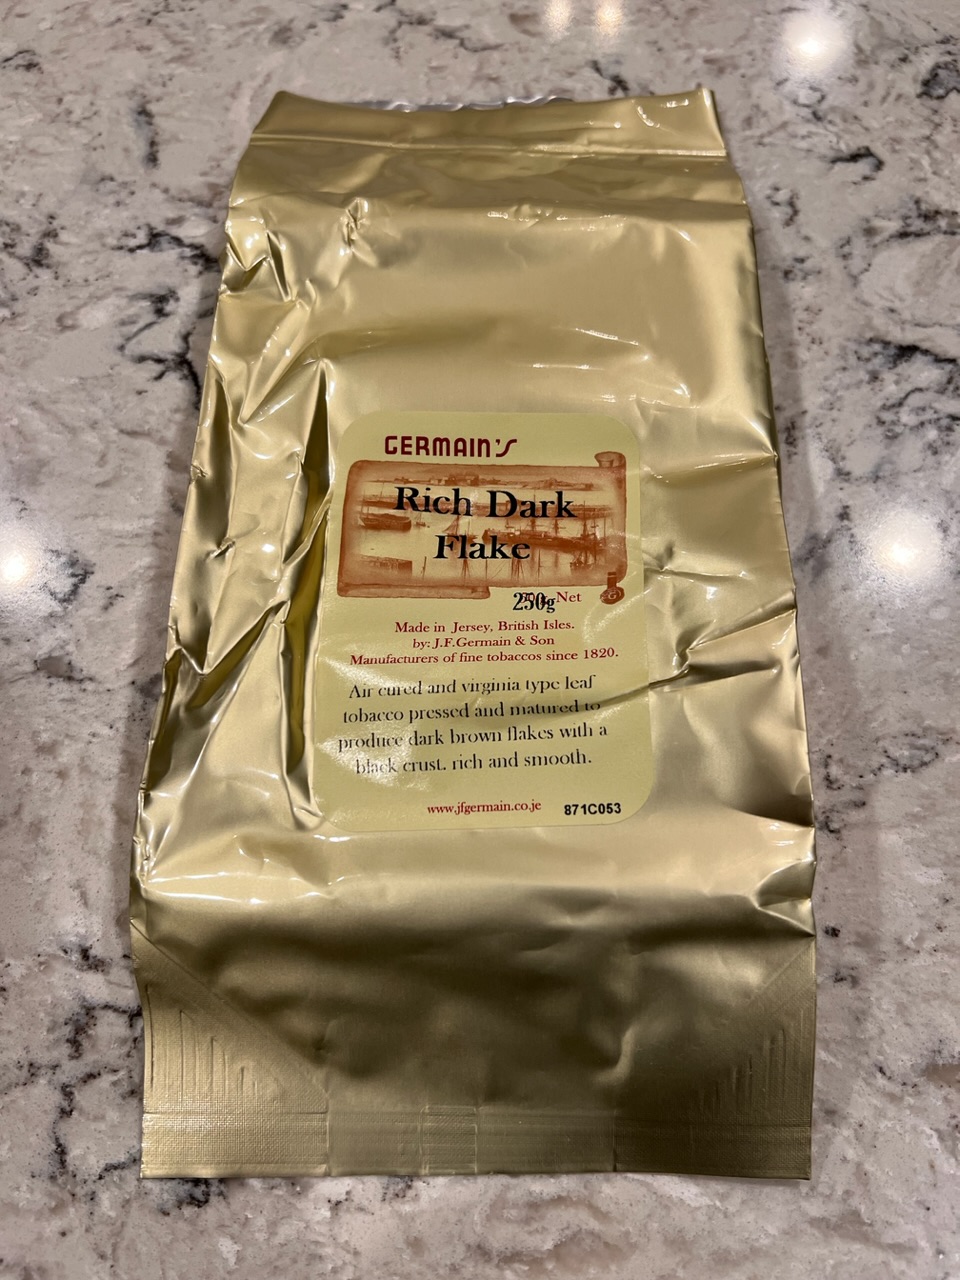 GERMAIN'S
Rich Dark
Flake
250g Net
Made in Jersey, British Isles.
by: J.F.Germain & Son
Manufacturers of fine tobaccos since 1820.
Air cured and virginia type leaf
tobacco pressed and matured to
produce dark brown flakes with a
black crust. rich and smooth.
www.jfgermain.co.je
871C053